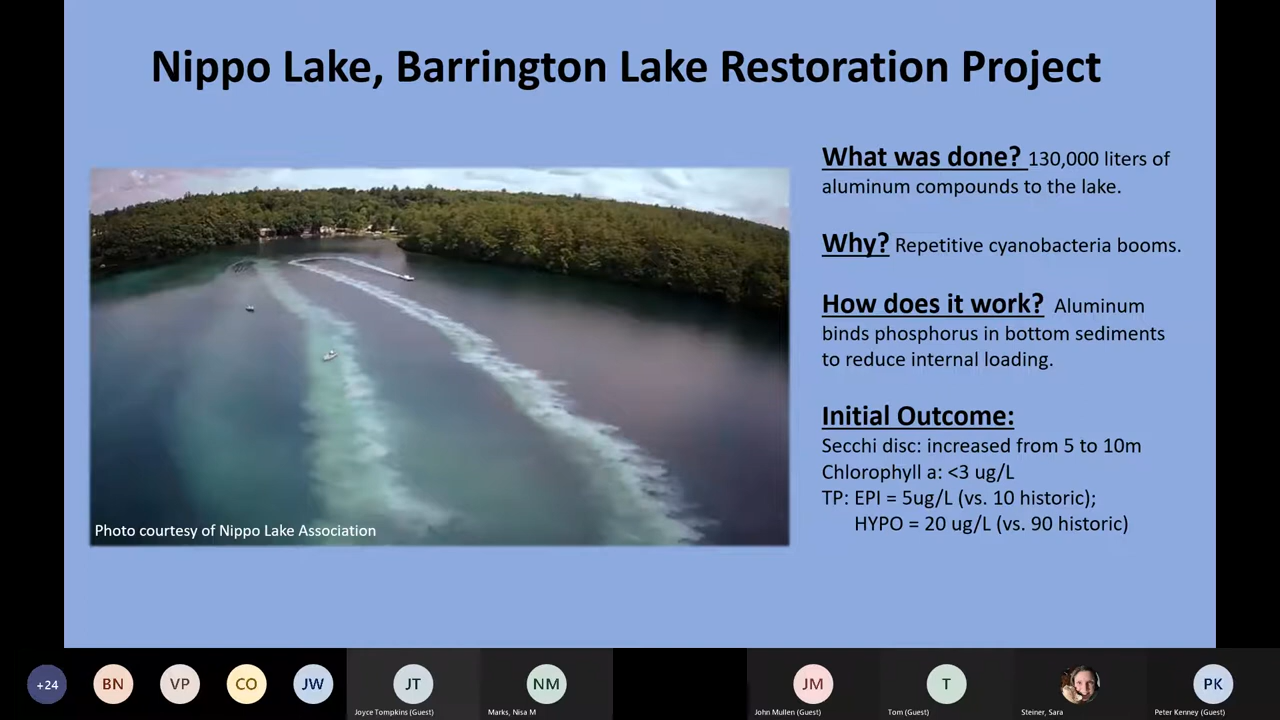 Nippo Lake, Barrington Lake Restoration Project
What was done? 130,000 liters of
aluminum compounds to the lake.
Why? Repetitive cyanobacteria booms.
How does it work? Aluminum
binds phosphorus in bottom sediments
to reduce internal loading.
Initial Outcome:
Secchi disc: increased from 5 to 10m
Chlorophyll a: <3 ug/L
TP: EPI = 5ug/L (vs. 10 historic);
HYPO = 20 ug/L (vs. 90 historic)
Photo courtesy of Nippo Lake Association
+24 BN VP CO JW JT NM JM T PK
Joyce Tompkins (Guest) Marks, Nisa M John Mullen (Guest) Tom (Guest) Steiner, Sara Peter Kenney (Guest)